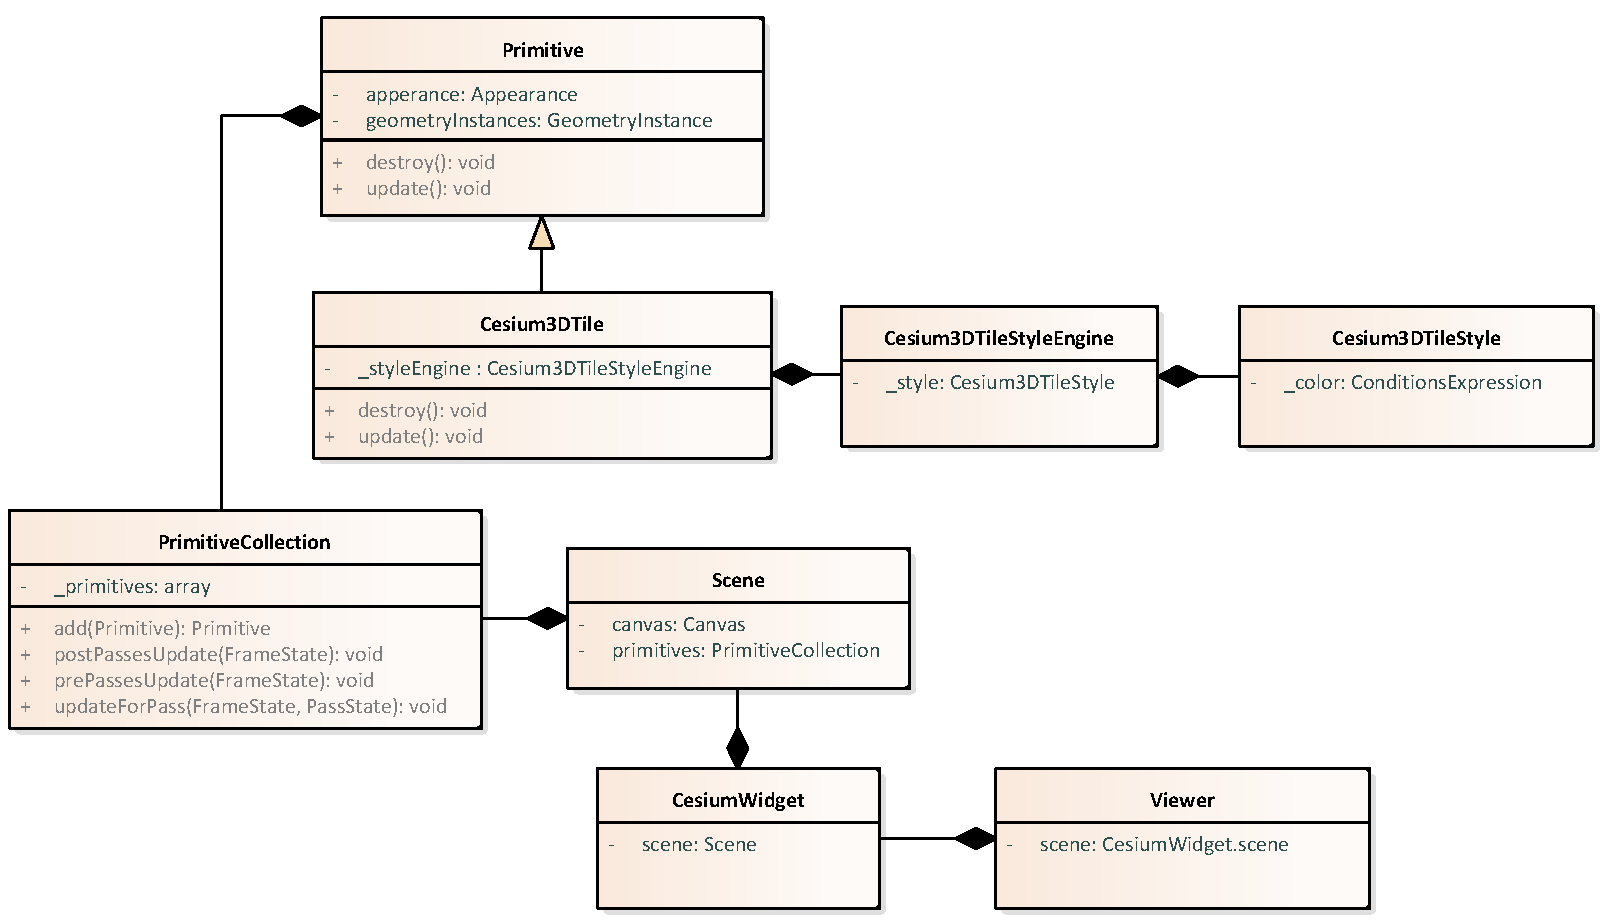 Primitive
- apperance: Appearance
- geometryInstances: GeometryInstance
+ destroy(): void
+ update(): void
Cesium3DTile
- _styleEngine : Cesium3DTileStyleEngine
+ destroy(): void
+ update(): void
Cesium3DTileStyleEngine
- _style: Cesium3DTileStyle
Cesium3DTileStyle
- _color: ConditionsExpression
PrimitiveCollection
- _primitives: array
+ add(Primitive): Primitive
+ postPassesUpdate(FrameState): void
+ prePassesUpdate(FrameState): void
+ updateForPass(FrameState, PassState): void
Scene
- canvas: Canvas
- primitives: PrimitiveCollection
CesiumWidget
- scene: Scene
Viewer
- scene: CesiumWidget.scene